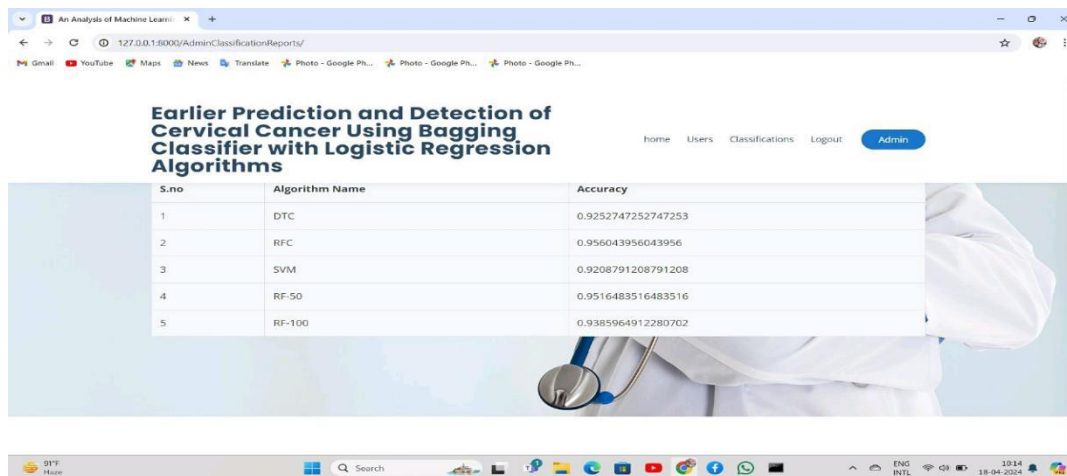 An Analysis of Machine Learni
127.0.0.1:8000/AdminClassificationReports/
Gmail YouTube Maps News Translate Photo - Google Ph... Photo - Google Ph... Photo - Google Ph...
Earlier Prediction and Detection of
Cervical Cancer Using Bagging
Classifier with Logistic Regression
Algorithms
home Users Classifications Logout Admin
S.no Algorithm Name Accuracy
1 DTC 0.9252747252747253
2 RFC 0.956043956043956
3 SVM 0.9208791208791208
4 RF-50 0.9516483516483516
5 RF-100 0.9385964912280702
91°F
Haze
Search
ENG
INTL
10:14
18-04-2024